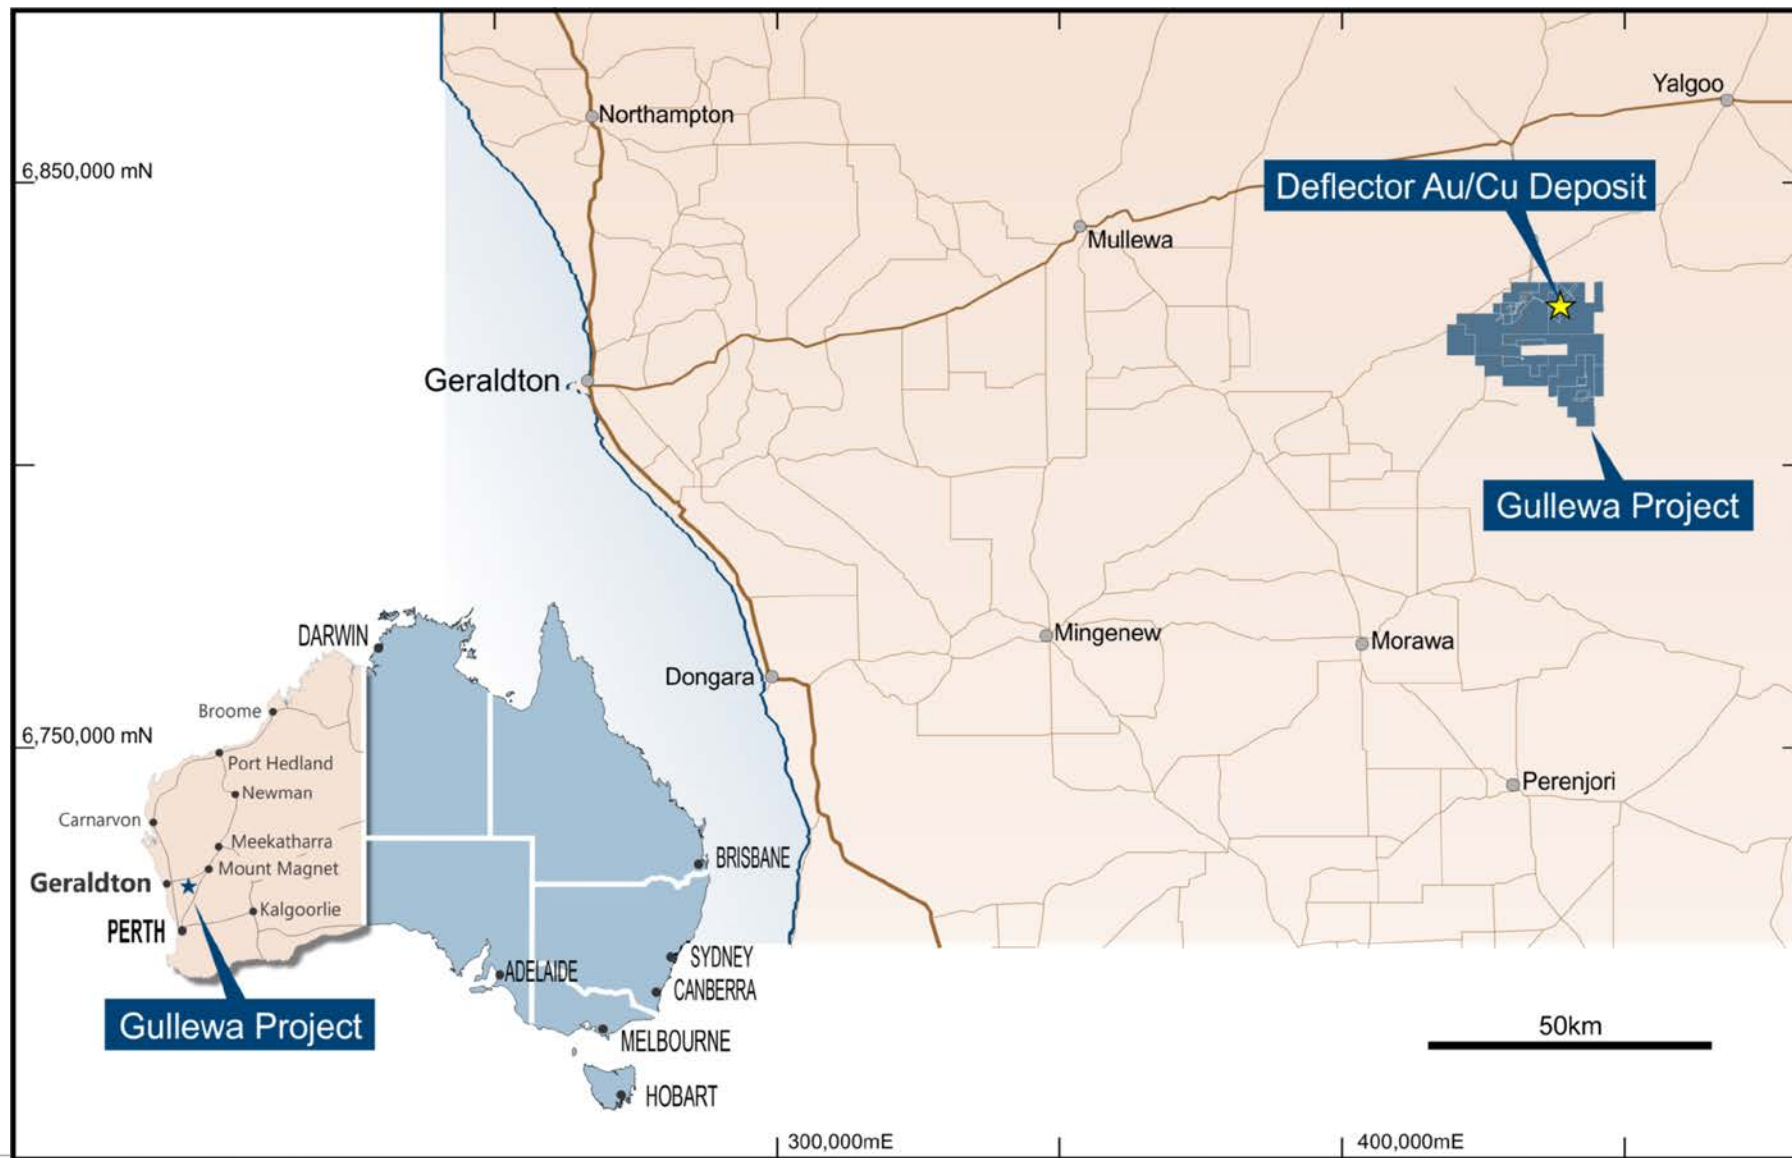 Yalgoo
Northampton
6,850,000 mN
Deflector Au/Cu Deposit
Mullewa
Geraldton
Gullewa Project
DARWIN
Mingenew
Morawa
Dongara
Broome
6,750,000 mN
Port Hedland
Perenjori
Newman
Carnarvon
Meekatharra
BRISBANE
Mount Magnet
Geraldton
Kalgoorlie
PERTH
SYDNEY
ADELAIDE
CANBERRA
Gullewa Project
50km
MELBOURNE
HOBART
300,000mE
400,000mE